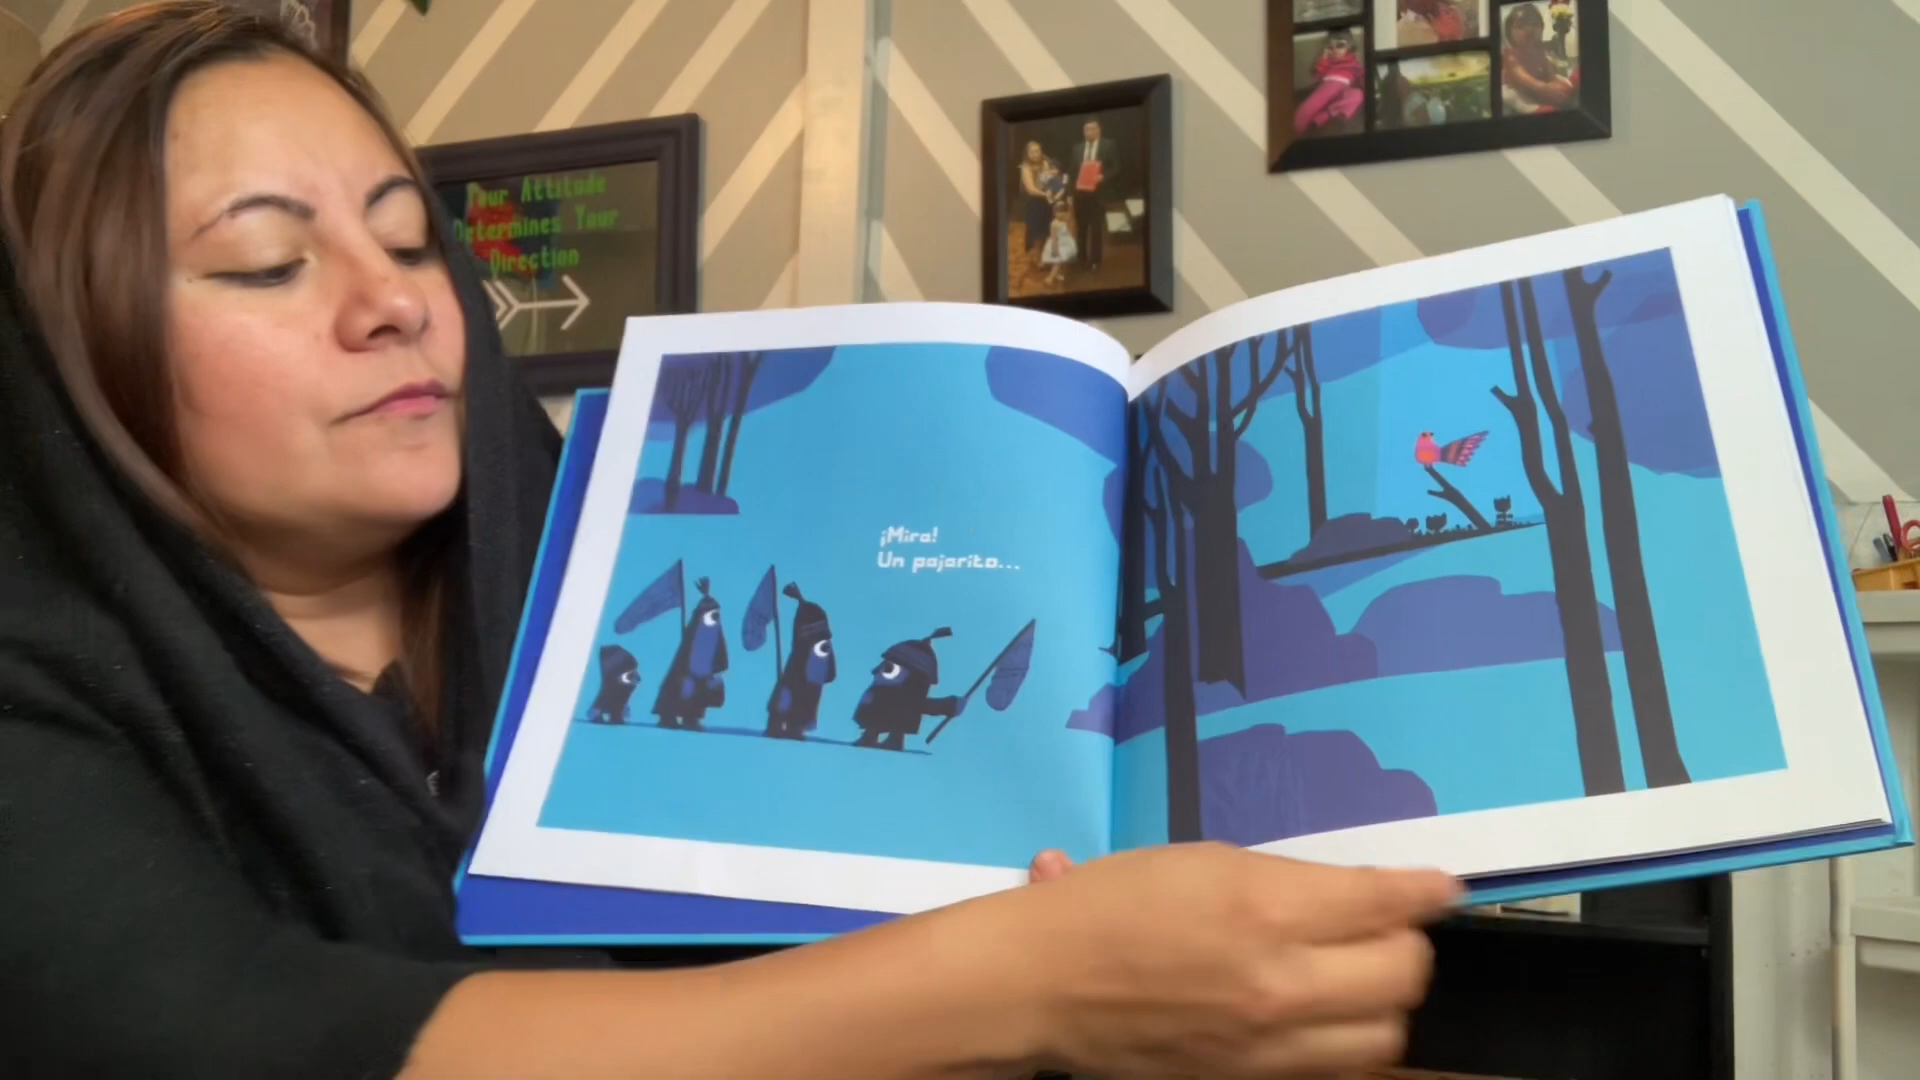 Your Attitude
Determines Your
Direction
¡Mira!
Un pajarito...